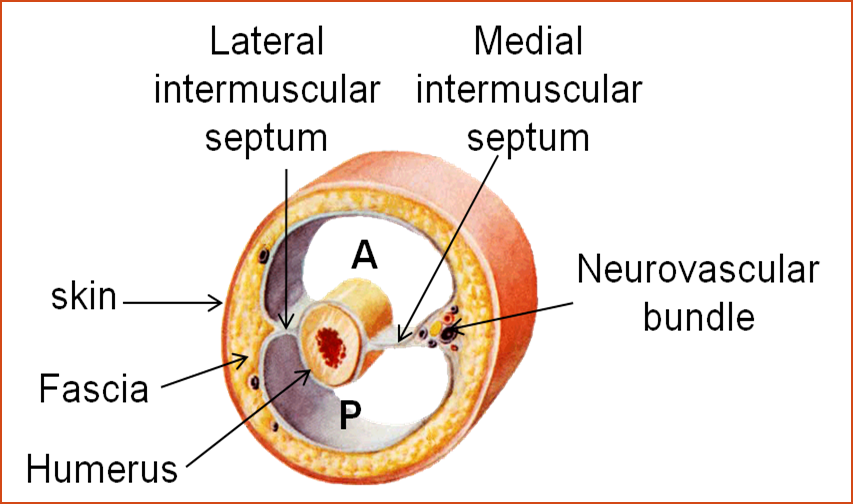 Lateral
intermuscular
septum
Medial
intermuscular
septum
A
Neurovascular
bundle
skin
Fascia
P
Humerus